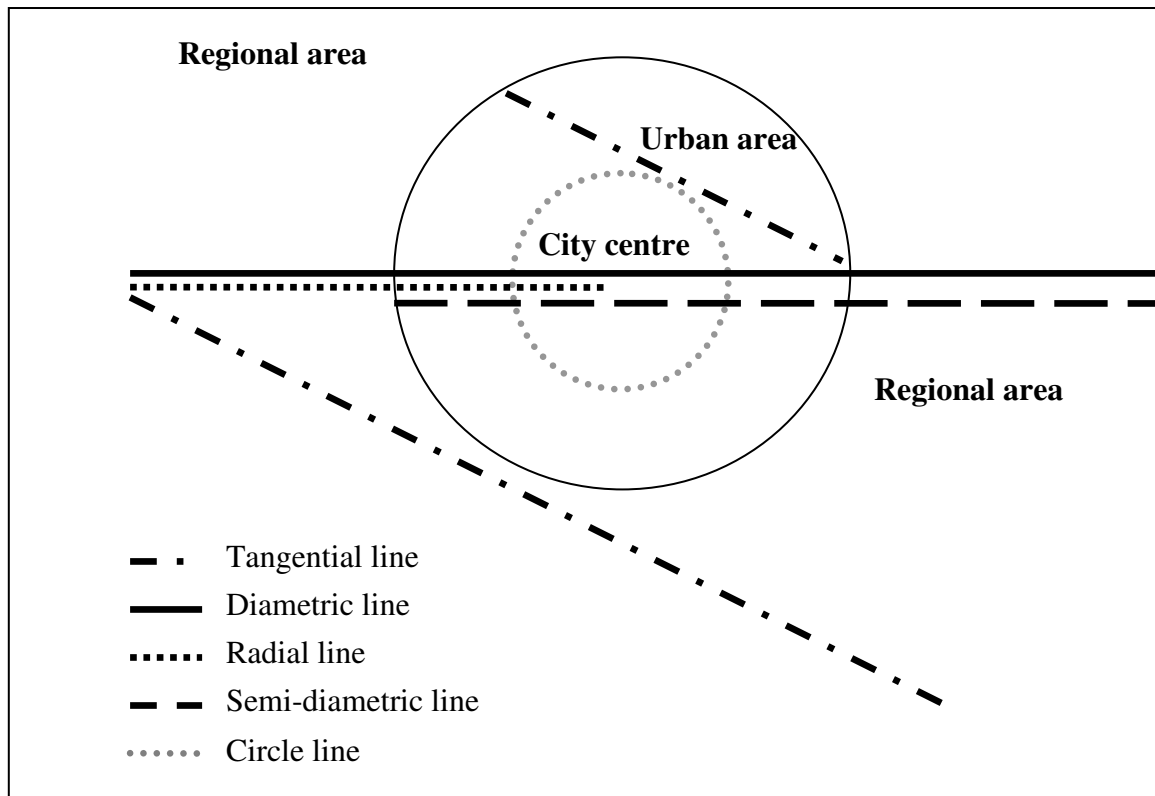 Regional area
Urban area
City centre
Regional area
Tangential line
Diametric line
Radial line
Semi-diametric line
Circle line